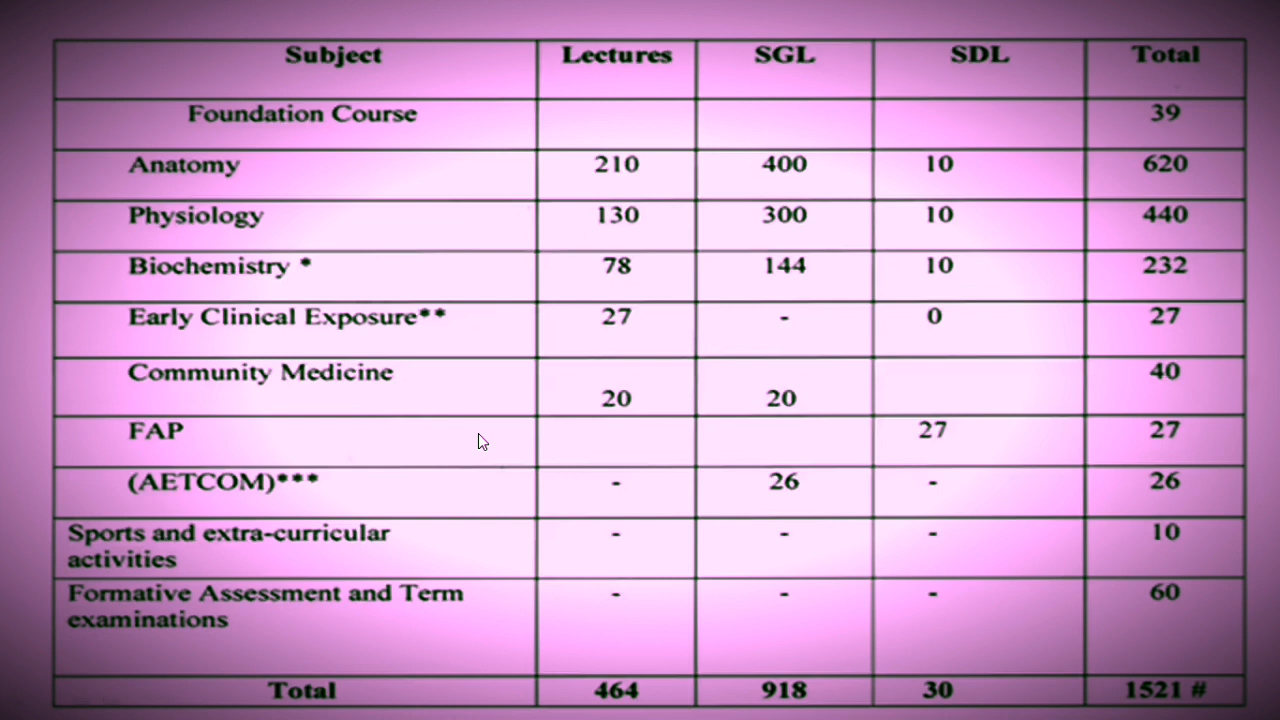 Subject Lectures SGL SDL Total
Foundation Course 39
Anatomy 210 400 10 620
Physiology 130 300 10 440
Biochemistry * 78 144 10 232
Early Clinical Exposure** 27 - 0 27
Community Medicine 20 20 40
FAP 27 27
(AETCOM)*** - 26 - 26
Sports and extra-curricular
activities - - - 10
Formative Assessment and Term
examinations - - - 60
Total 464 918 30 1521 #